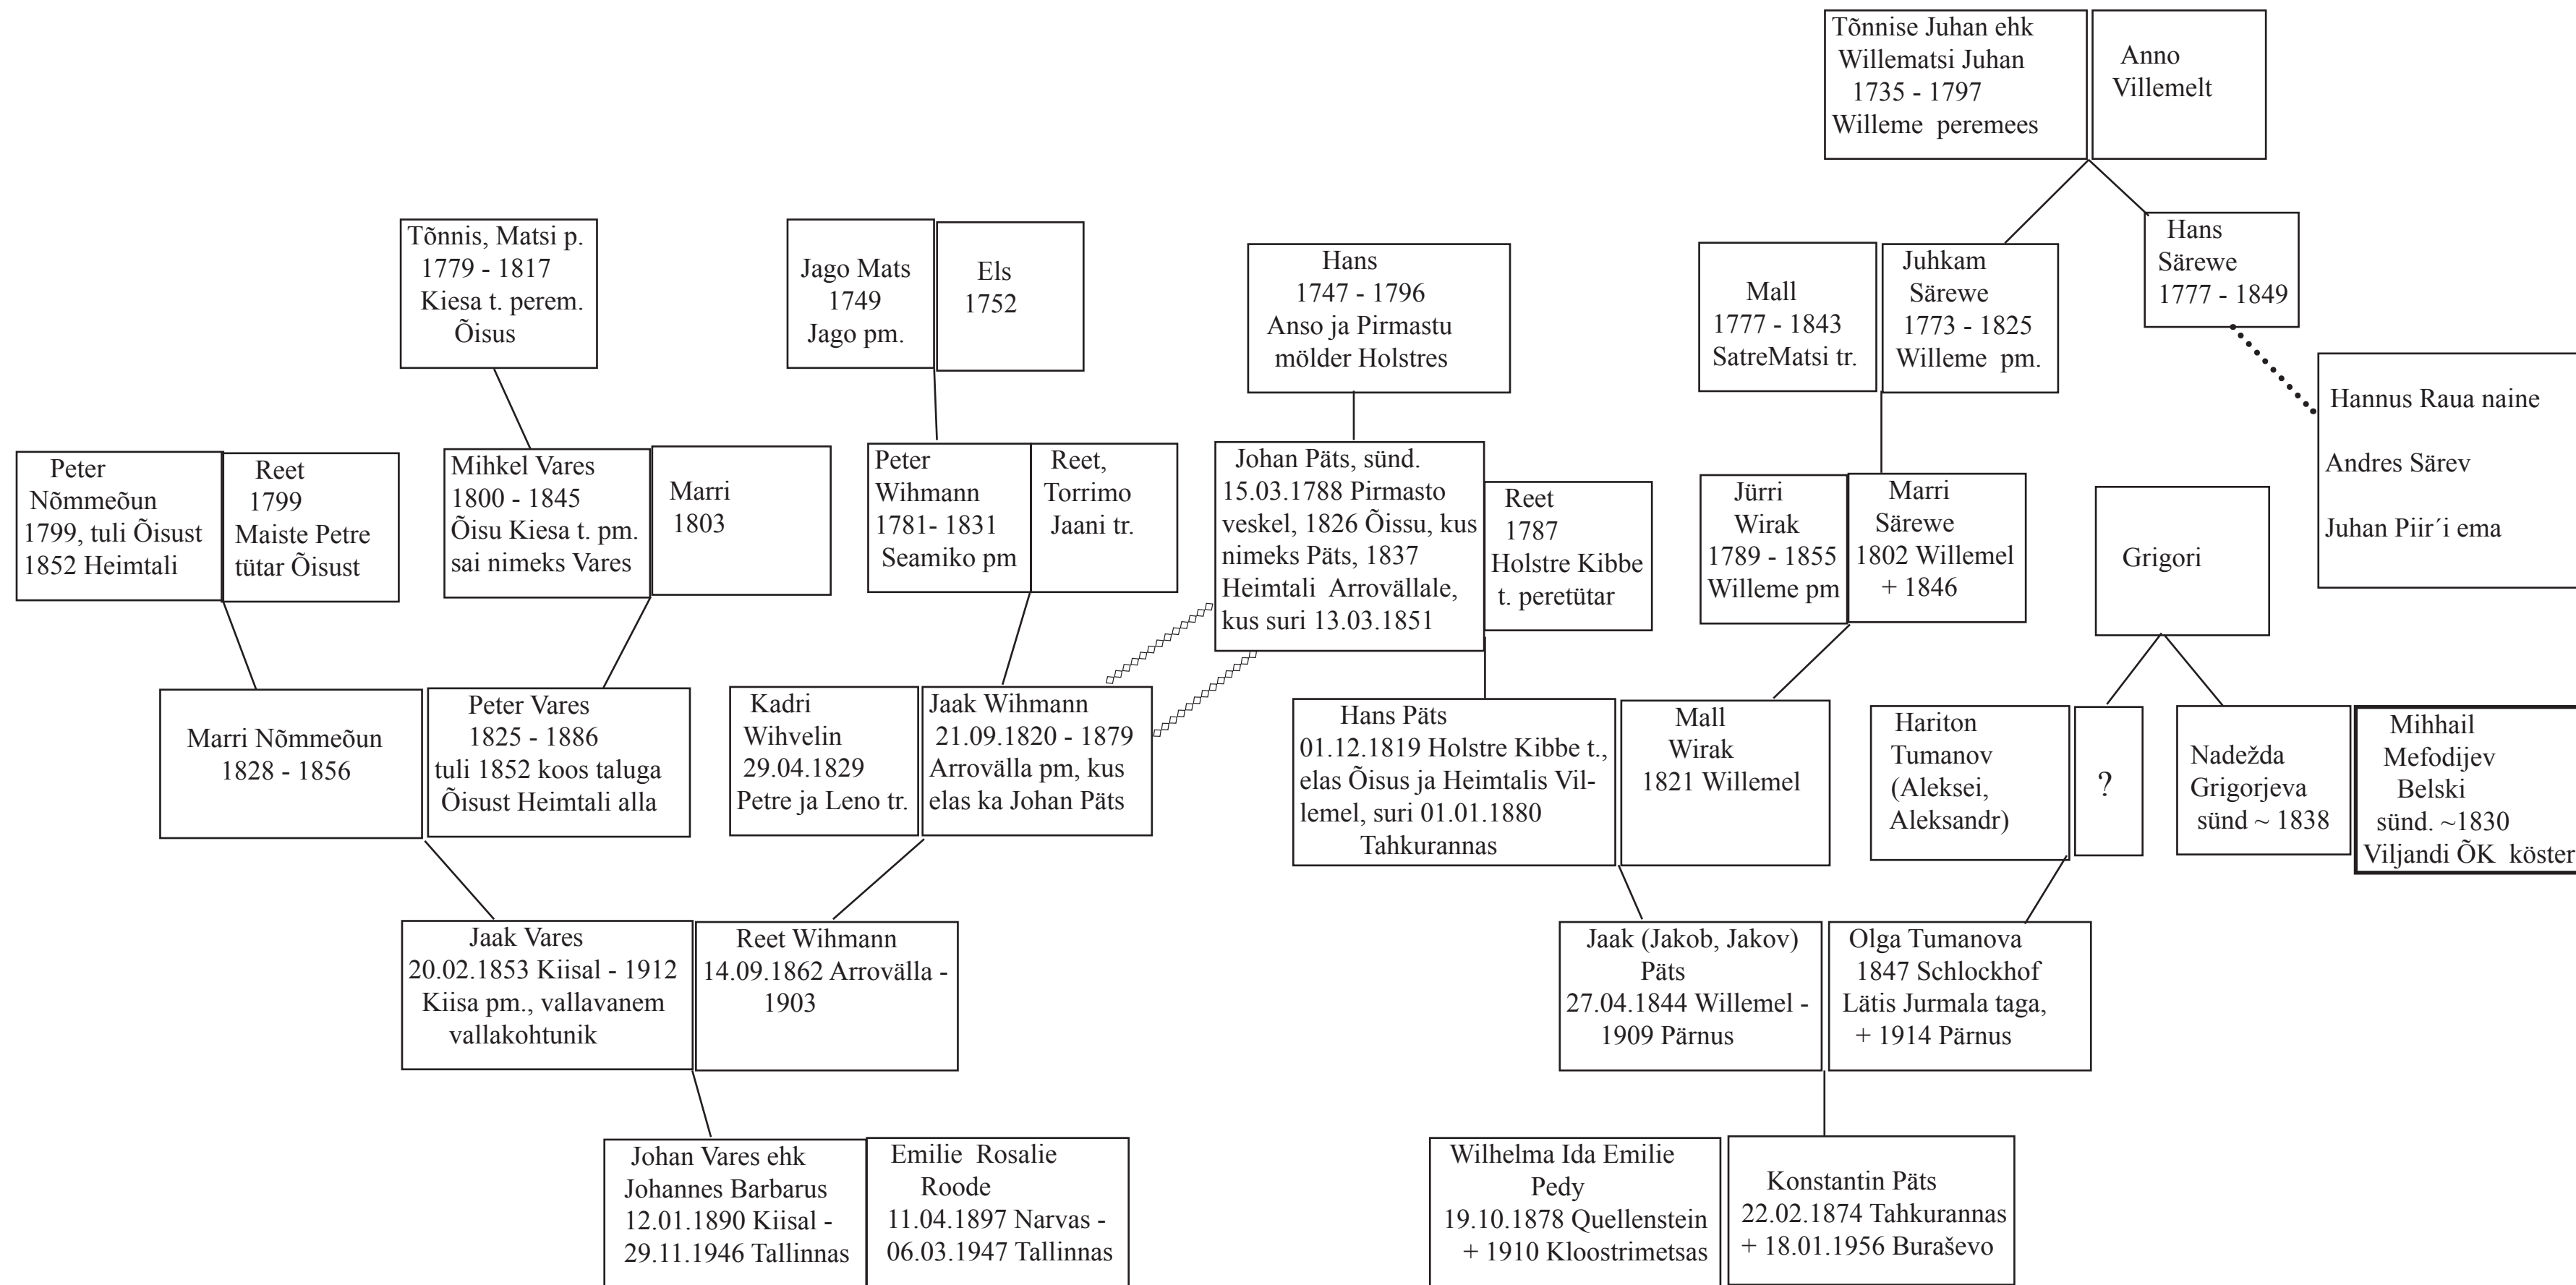 Tõnnise Juhan ehk
Willematsi Juhan
1735 - 1797
Willeme peremees
Anno
Villemelt
Tõnnis, Matsi p.
1779 - 1817
Kiesa t. perem.
Õisus
Jago Mats
1749
Jago pm.
Els
1752
Hans
1747 - 1796
Anso ja Pirmastu
mölder Holstres
Mall
1777 - 1843
SatreMatsi tr.
Juhkam
Särewe
1773 - 1825
Willeme pm.
Hans
Särewe
1777 - 1849
Hannus Raua naine
Andres Särev
Juhan Piir´i ema
Peter
Nõmmeõun
1799, tuli Õisust
1852 Heimtali
Reet
1799
Maiste Petre
tütar Õisust
Mihkel Vares
1800 - 1845
Õisu Kiesa t. pm.
sai nimeks Vares
Marri
1803
Peter
Wihmann
1781- 1831
Seamiko pm
Reet,
Torrimo
Jaani tr.
Johan Päts, sünd.
15.03.1788 Pirmasto
veskel, 1826 Õissu, kus
nimeks Päts, 1837
Heimtali Arrovällale,
kus suri 13.03.1851
Reet
1787
Holstre Kibbe
t. peretütar
Jürri
Wirak
1789 - 1855
Willeme pm
Marri
Särewe
1802 Willemel
+ 1846
Grigori
Marri Nõmmeõun
1828 - 1856
Peter Vares
1825 - 1886
tuli 1852 koos taluga
Õisust Heimtali alla
Kadri
Wihvelin
29.04.1829
Petre ja Leno tr.
Jaak Wihmann
21.09.1820 - 1879
Arrovälla pm, kus
elas ka Johan Päts
Hans Päts
01.12.1819 Holstre Kibbe t.,
elas Õisus ja Heimtalis Vil-
lemel, suri 01.01.1880
Tahkurannas
Mall
Wirak
1821 Willemel
Hariton
Tumanov
(Aleksei,
Aleksandr)
?
Nadežda
Grigorjeva
sünd ~ 1838
Mihhail
Mefodijev
Belski
sünd. ~1830
Viljandi ÕK köster
Jaak Vares
20.02.1853 Kiisal - 1912
Kiisa pm., vallavanem
vallakohtunik
Reet Wihmann
14.09.1862 Arrovälla -
1903
Jaak (Jakob, Jakov)
Päts
27.04.1844 Willemel -
1909 Pärnus
Olga Tumanova
1847 Schlockhof
Lätis Jurmala taga,
+ 1914 Pärnus
Johan Vares ehk
Johannes Barbarus
12.01.1890 Kiisal -
29.11.1946 Tallinnas
Emilie Rosalie
Roode
11.04.1897 Narvas -
06.03.1947 Tallinnas
Wilhelma Ida Emilie
Pedy
19.10.1878 Quellenstein
+ 1910 Kloostrimetsas
Konstantin Päts
22.02.1874 Tahkurannas
+ 18.01.1956 Buraševo